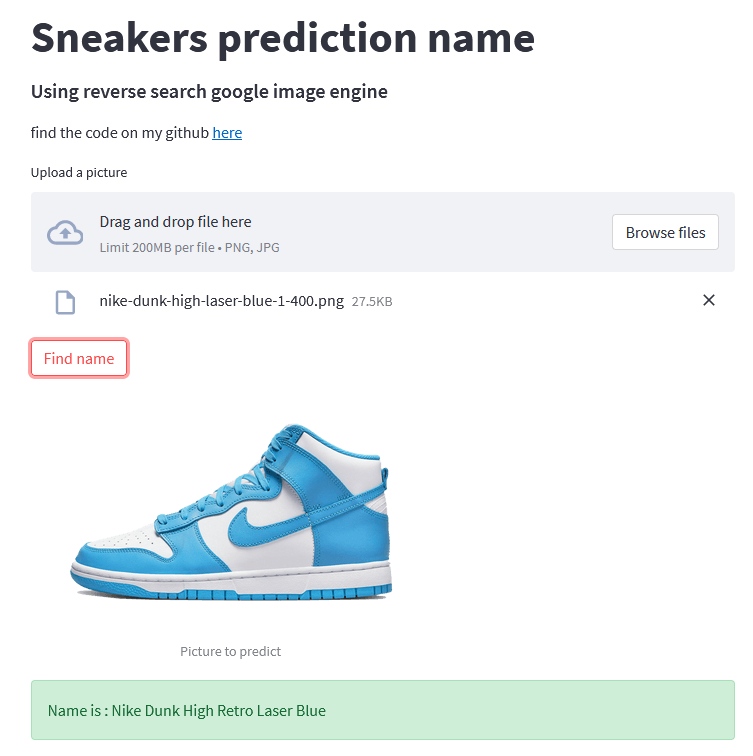 Sneakers prediction name
Using reverse search google image engine
find the code on my github here
Upload a picture
Drag and drop file here
Limit 200MB per file • PNG, JPG
Browse files
nike-dunk-high-laser-blue-1-400.png 27.5KB
Find name
Picture to predict
Name is : Nike Dunk High Retro Laser Blue